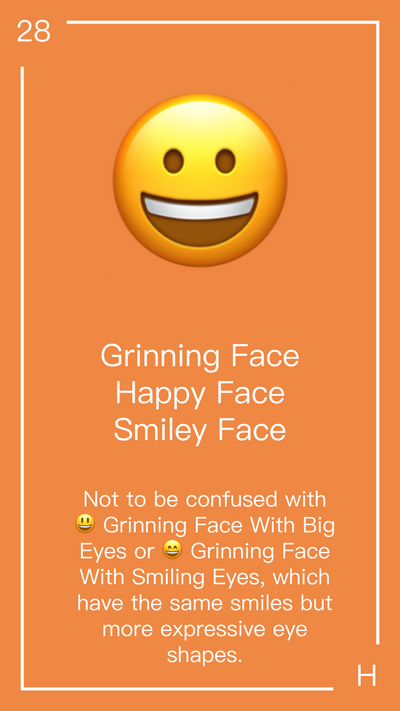 28
Grinning Face
Happy Face
Smiley Face
Not to be confused with
😃 Grinning Face With Big
Eyes or 😄 Grinning Face
With Smiling Eyes, which
have the same smiles but
more expressive eye
shapes.
H